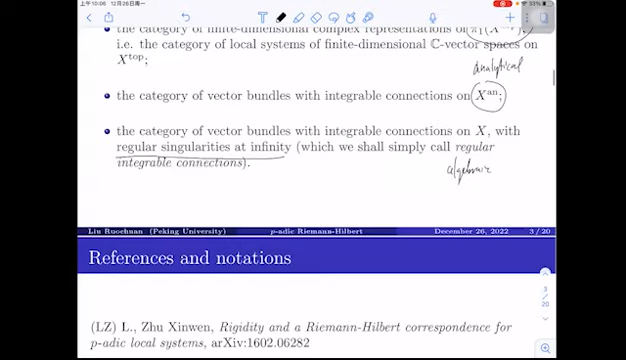 上午10:06 12月26日周一
33%
the category of finite-dimensional complex representations of π₁(X
i.e. the category of local systems of finite-dimensional ℂ-vector spaces on
X^top;
analytical
the category of vector bundles with integrable connections on X^an;
the category of vector bundles with integrable connections on X, with
regular singularities at infinity (which we shall simply call regular
integrable connections).
algebraic
Liu Ruochuan (Peking University) p-adic Riemann-Hilbert December 26, 2022 3 / 20
References and notations
3
/
20
(LZ) L., Zhu Xinwen, Rigidity and a Riemann-Hilbert correspondence for
p-adic local systems, arXiv:1602.06282